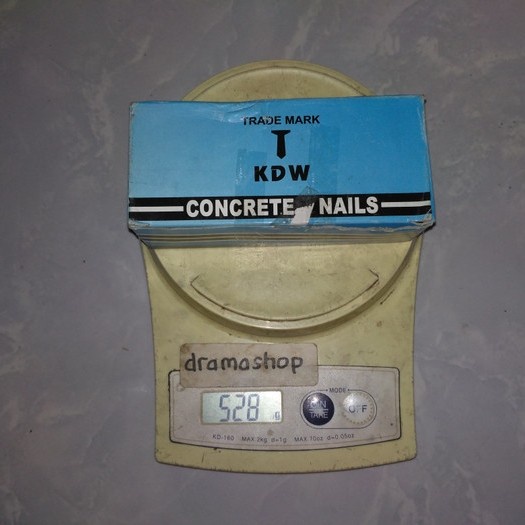 TRADE MARK
KDW
CONCRETE NAILS
dramashop
MODE
528
ON
TARE
OFF
KD-160 MAX 2kg d=1g MAX 70oz d=0.05oz